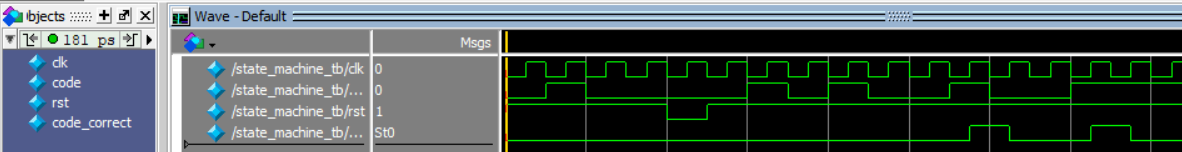 Objects
181 ps
clk
code
rst
code_correct
Wave - Default
Msgs
/state_machine_tb/clk 0
/state_machine_tb/... 0
/state_machine_tb/rst 1
/state_machine_tb/... St0